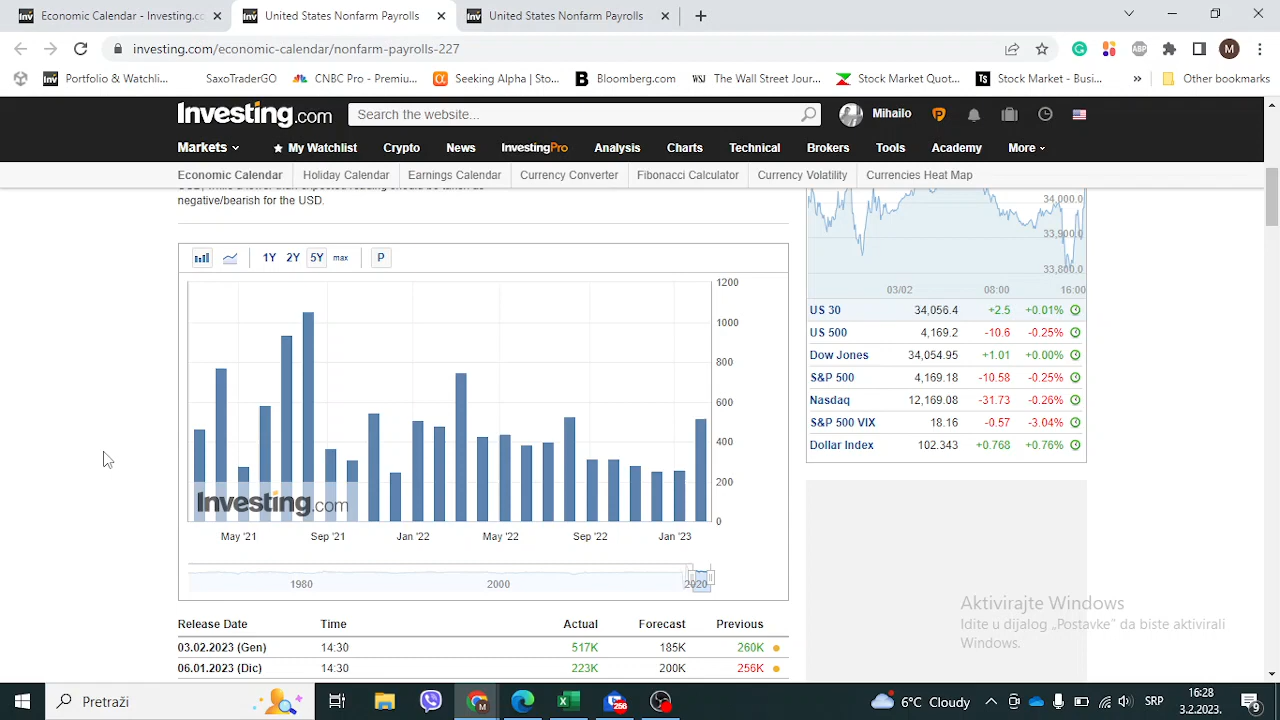 Economic Calendar - Investing.c
United States Nonfarm Payrolls
United States Nonfarm Payrolls
investing.com/economic-calendar/nonfarm-payrolls-227
Portfolio & Watchli...
SaxoTraderGO
CNBC Pro - Premiu...
Seeking Alpha | Sto...
Bloomberg.com
The Wall Street Jour...
Stock Market Quot...
Stock Market - Busi...
»
Other bookmarks
Investing.com
Search the website...
Mihailo
Markets
My Watchlist
Crypto
News
InvestingPro
Analysis
Charts
Technical
Brokers
Tools
Academy
More
Economic Calendar
Holiday Calendar
Earnings Calendar
Currency Converter
Fibonacci Calculator
Currency Volatility
Currencies Heat Map
negative/bearish for the USD.
1Y 2Y 5Y max P
1200
1000
800
600
400
200
0
Investing.com
May '21 Sep '21 Jan '22 May '22 Sep '22 Jan '23
1980 2000 2020
Release Date Time Actual Forecast Previous
03.02.2023 (Gen) 14:30 517K 185K 260K
06.01.2023 (Dic) 14:30 223K 200K 256K
34,000.0
33,900.0
33,800.0
03/02 08:00 16:00
US 30 34,056.4 +2.5 +0.01%
US 500 4,169.2 -10.6 -0.25%
Dow Jones 34,054.95 +1.01 +0.00%
S&P 500 4,169.18 -10.58 -0.25%
Nasdaq 12,169.08 -31.73 -0.26%
S&P 500 VIX 18.16 -0.57 -3.04%
Dollar Index 102.343 +0.768 +0.76%
Aktivirajte Windows
Idite u dijalog „Postavke“ da biste aktivirali
Windows.
Pretraži
6°C Cloudy
SRP
16:28
3.2.2023.